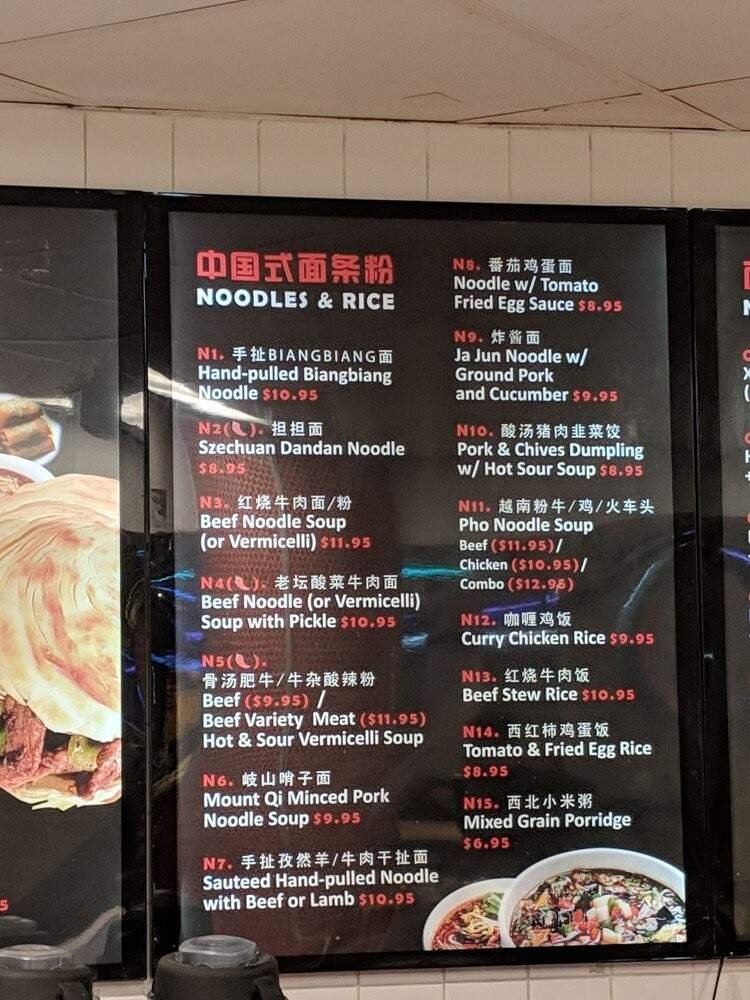 中国式面条粉
NOODLES & RICE
N1. 手扯BIANGBIANG面
Hand-pulled Biangbiang
Noodle $10.95
N2(🌶). 担担面
Szechuan Dandan Noodle
$8.95
N3. 红烧牛肉面/粉
Beef Noodle Soup
(or Vermicelli) $11.95
N4(🌶). 老坛酸菜牛肉面
Beef Noodle (or Vermicelli)
Soup with Pickle $10.95
N5(🌶).
骨汤肥牛/牛杂酸辣粉
Beef ($9.95) /
Beef Variety Meat ($11.95)
Hot & Sour Vermicelli Soup
N6. 岐山哨子面
Mount Qi Minced Pork
Noodle Soup $9.95
N7. 手扯孜然羊/牛肉干扯面
Sauteed Hand-pulled Noodle
with Beef or Lamb $10.95
N8. 番茄鸡蛋面
Noodle w/ Tomato
Fried Egg Sauce $8.95
N9. 炸酱面
Ja Jun Noodle w/
Ground Pork
and Cucumber $9.95
N10. 酸汤猪肉韭菜饺
Pork & Chives Dumpling
w/ Hot Sour Soup $8.95
N11. 越南粉牛/鸡/火车头
Pho Noodle Soup
Beef ($11.95)/
Chicken ($10.95)/
Combo ($12.95)
N12. 咖喱鸡饭
Curry Chicken Rice $9.95
N13. 红烧牛肉饭
Beef Stew Rice $10.95
N14. 西红柿鸡蛋饭
Tomato & Fried Egg Rice
$8.95
N15. 西北小米粥
Mixed Grain Porridge
$6.95